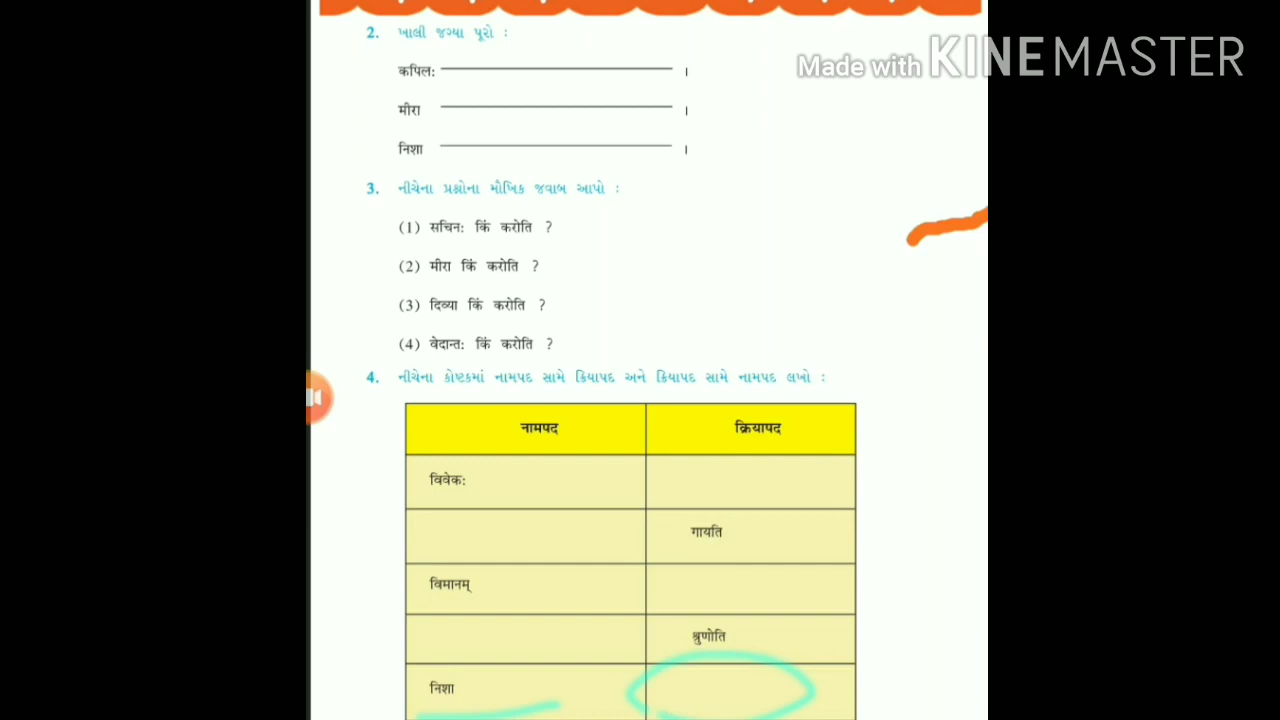 Made with KINEMASTER
2. ખાલી જગ્યા પૂરો :
कपिलः ।
मीरा ।
निशा ।
3. નીચેના પ્રશ્નોના મૌખિક જવાબ આપો :
(1) सचिनः किं करोति ?
(2) मीरा किं करोति ?
(3) दिव्या किं करोति ?
(4) वेदान्तः किं करोति ?
4. નીચેના કોષ્ટકમાં નામપદ સામે ક્રિયાપદ અને ક્રિયાપદ સામે નામપદ લખો :
नामपद क्रियापद
विवेकः
गायति
विमानम्
श्रुणोति
निशा